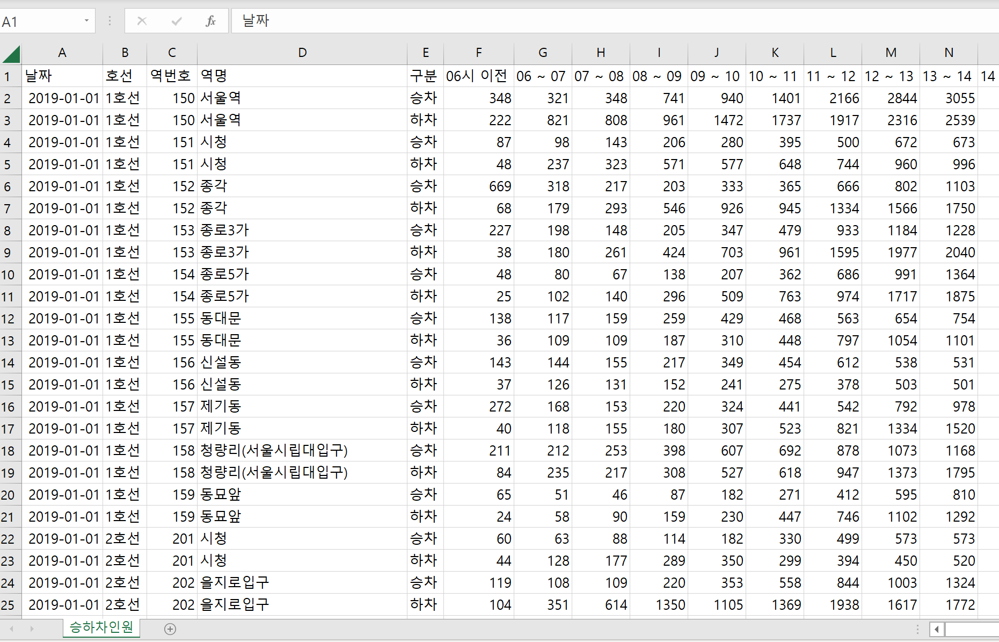 A1 fx 날짜
A B C D E F G H I J K L M N
1 날짜 호선 역번호 역명 구분 06시 이전 06 ~ 07 07 ~ 08 08 ~ 09 09 ~ 10 10 ~ 11 11 ~ 12 12 ~ 13 13 ~ 14 14
2 2019-01-01 1호선 150 서울역 승차 348 321 348 741 940 1401 2166 2844 3055
3 2019-01-01 1호선 150 서울역 하차 222 821 808 961 1472 1737 1917 2316 2539
4 2019-01-01 1호선 151 시청 승차 87 98 143 206 280 395 500 672 673
5 2019-01-01 1호선 151 시청 하차 48 237 323 571 577 648 744 960 996
6 2019-01-01 1호선 152 종각 승차 669 318 217 203 333 365 666 802 1103
7 2019-01-01 1호선 152 종각 하차 68 179 293 546 926 945 1334 1566 1750
8 2019-01-01 1호선 153 종로3가 승차 227 198 148 205 347 479 933 1184 1228
9 2019-01-01 1호선 153 종로3가 하차 38 180 261 424 703 961 1595 1977 2040
10 2019-01-01 1호선 154 종로5가 승차 48 80 67 138 207 362 686 991 1364
11 2019-01-01 1호선 154 종로5가 하차 25 102 140 296 509 763 974 1717 1875
12 2019-01-01 1호선 155 동대문 승차 138 117 159 259 429 468 563 654 754
13 2019-01-01 1호선 155 동대문 하차 36 109 109 187 310 448 797 1054 1101
14 2019-01-01 1호선 156 신설동 승차 143 144 155 217 349 454 612 538 531
15 2019-01-01 1호선 156 신설동 하차 37 126 131 152 241 275 378 503 501
16 2019-01-01 1호선 157 제기동 승차 272 168 153 220 324 441 542 792 978
17 2019-01-01 1호선 157 제기동 하차 40 118 155 180 307 523 821 1334 1520
18 2019-01-01 1호선 158 청량리(서울시립대입구) 승차 211 212 253 398 607 692 878 1073 1168
19 2019-01-01 1호선 158 청량리(서울시립대입구) 하차 84 235 217 308 527 618 947 1373 1795
20 2019-01-01 1호선 159 동묘앞 승차 65 51 46 87 182 271 412 595 810
21 2019-01-01 1호선 159 동묘앞 하차 24 58 90 159 230 447 746 1102 1292
22 2019-01-01 2호선 201 시청 승차 60 63 88 114 182 330 499 573 573
23 2019-01-01 2호선 201 시청 하차 44 128 177 289 350 299 394 450 520
24 2019-01-01 2호선 202 을지로입구 승차 119 108 109 220 353 558 844 1003 1324
25 2019-01-01 2호선 202 을지로입구 하차 104 351 614 1350 1105 1369 1938 1617 1772
승하차인원